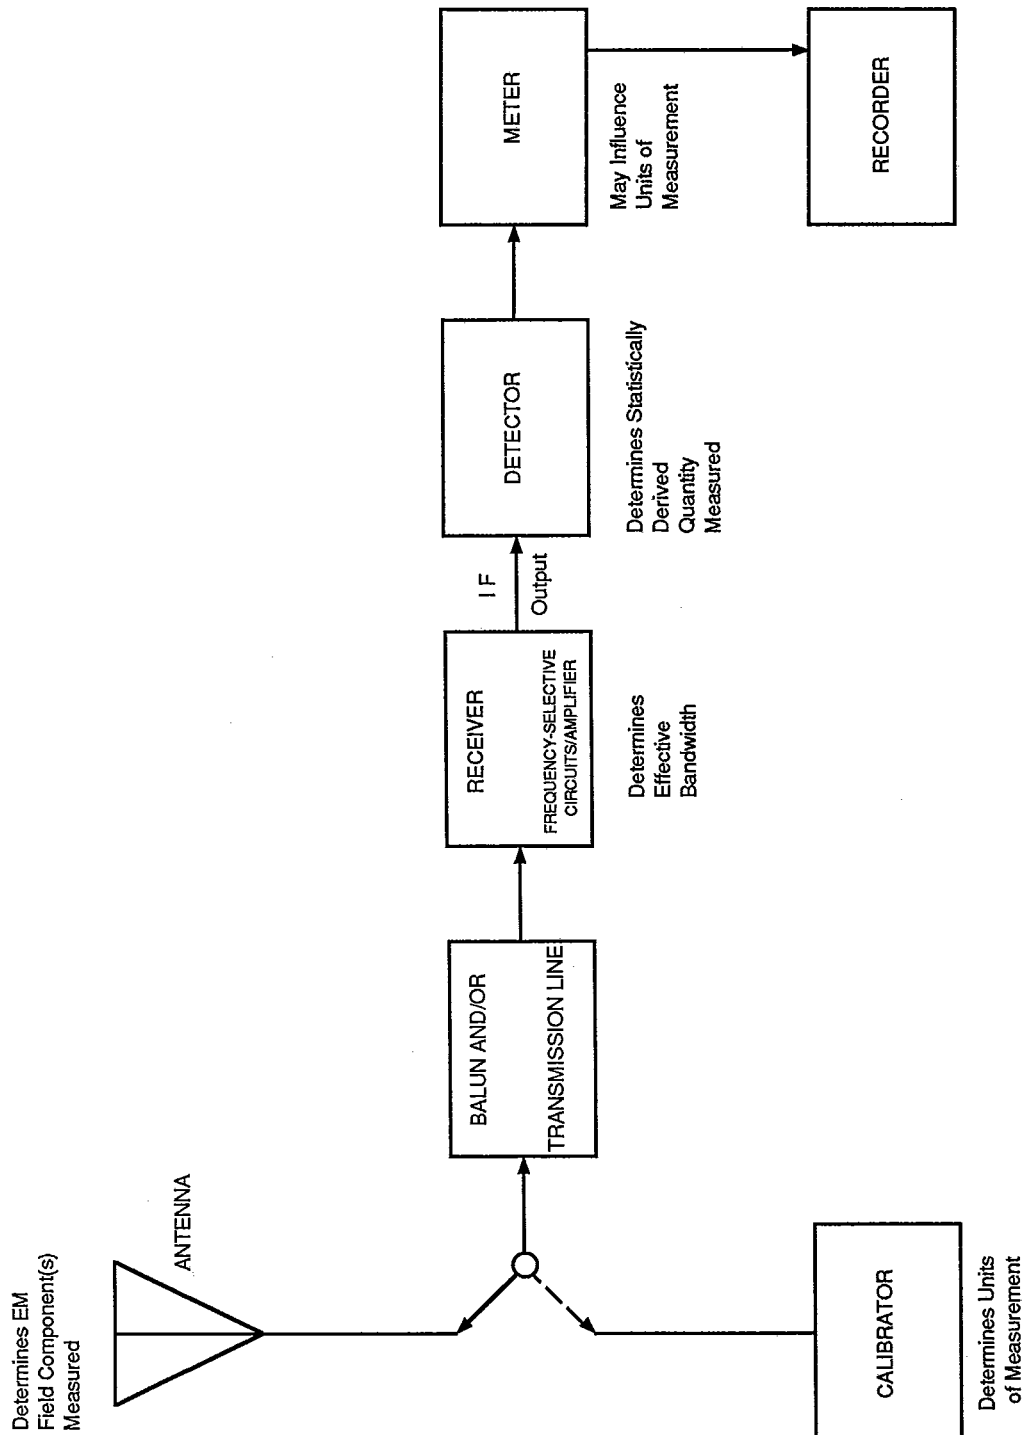 Determines EM
Field Component(s)
Measured
ANTENNA
CALIBRATOR
Determines Units
of Measurement
BALUN AND/OR
TRANSMISSION LINE
RECEIVER
FREQUENCY-SELECTIVE
CIRCUITS/AMPLIFIER
Determines
Effective
Bandwidth
I F
Output
DETECTOR
Determines Statistically
Derived
Quantity
Measured
METER
May Influence
Units of
Measurement
RECORDER